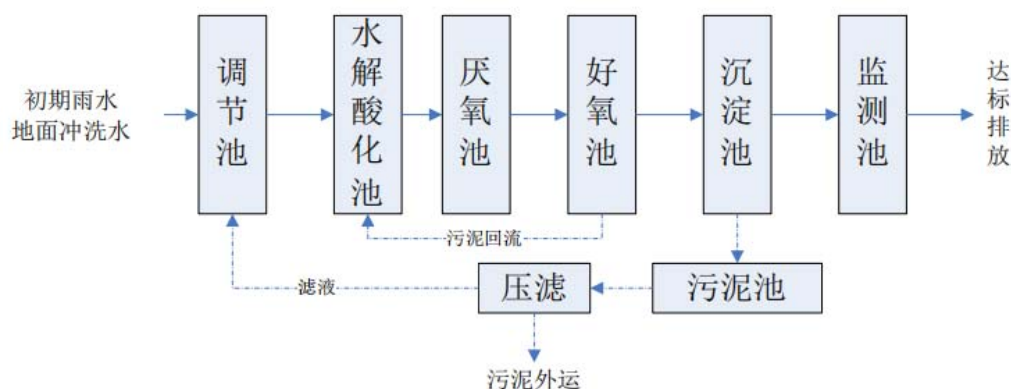 初期雨水
地面冲洗水
调节池
水解酸化池
厌氧池
好氧池
沉淀池
监测池
达标排放
污泥回流
滤液
压滤
污泥池
污泥外运